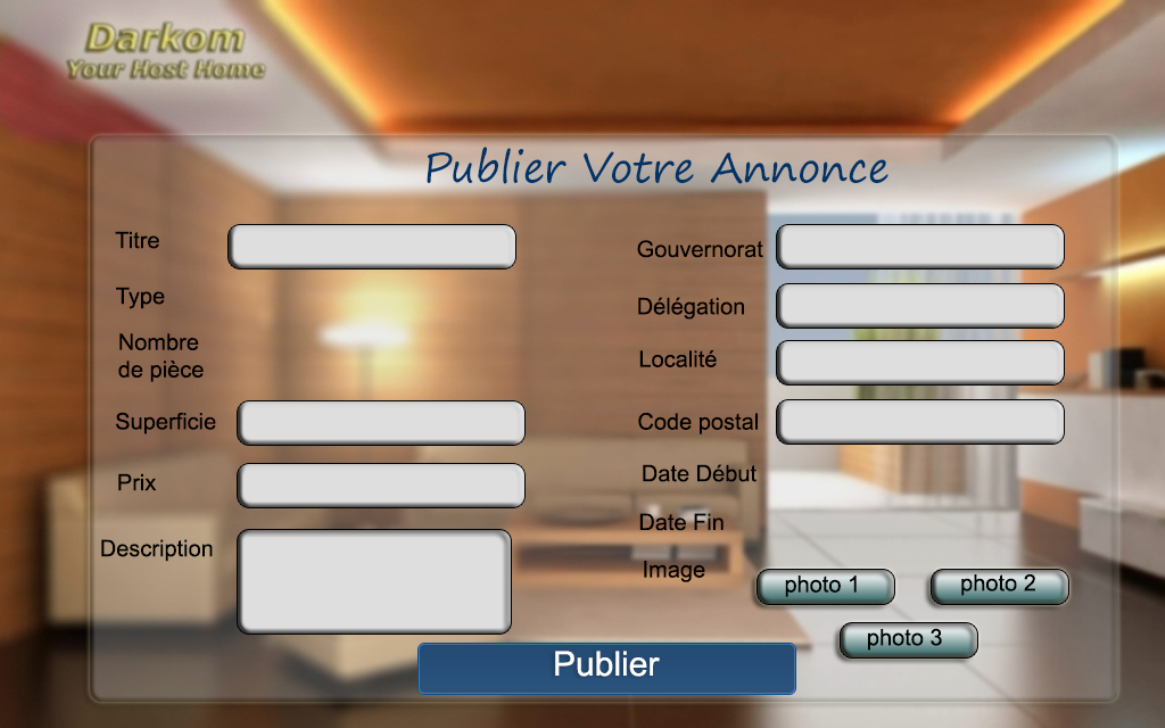 Darkom
Your Host Home
Publier Votre Annonce
Titre
Type
Nombre
de pièce
Superficie
Prix
Description
Gouvernorat
Délégation
Localité
Code postal
Date Début
Date Fin
Image
photo 1
photo 2
photo 3
Publier